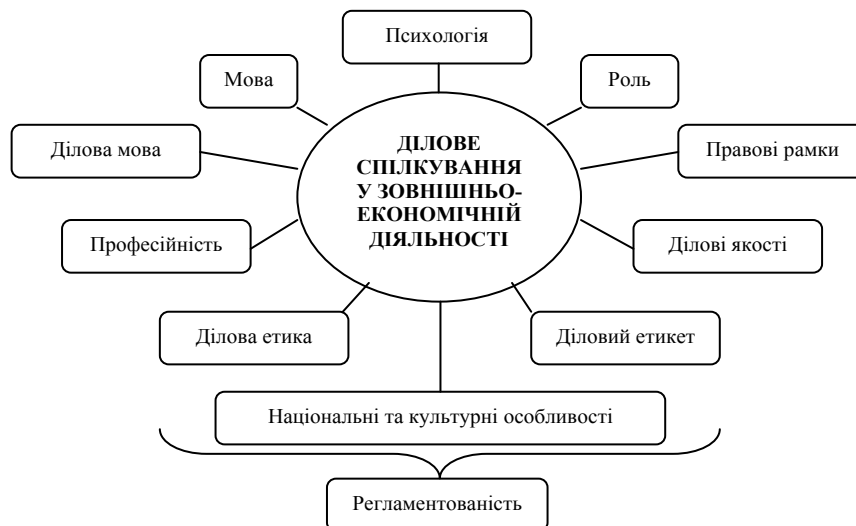 Психологія
Мова
Роль
Ділова мова
Правові рамки
ДІЛОВЕ
СПІЛКУВАННЯ
У ЗОВНІШНЬО-
ЕКОНОМІЧНІЙ
ДІЯЛЬНОСТІ
Професійність
Ділові якості
Ділова етика
Діловий етикет
Національні та культурні особливості
Регламентованість